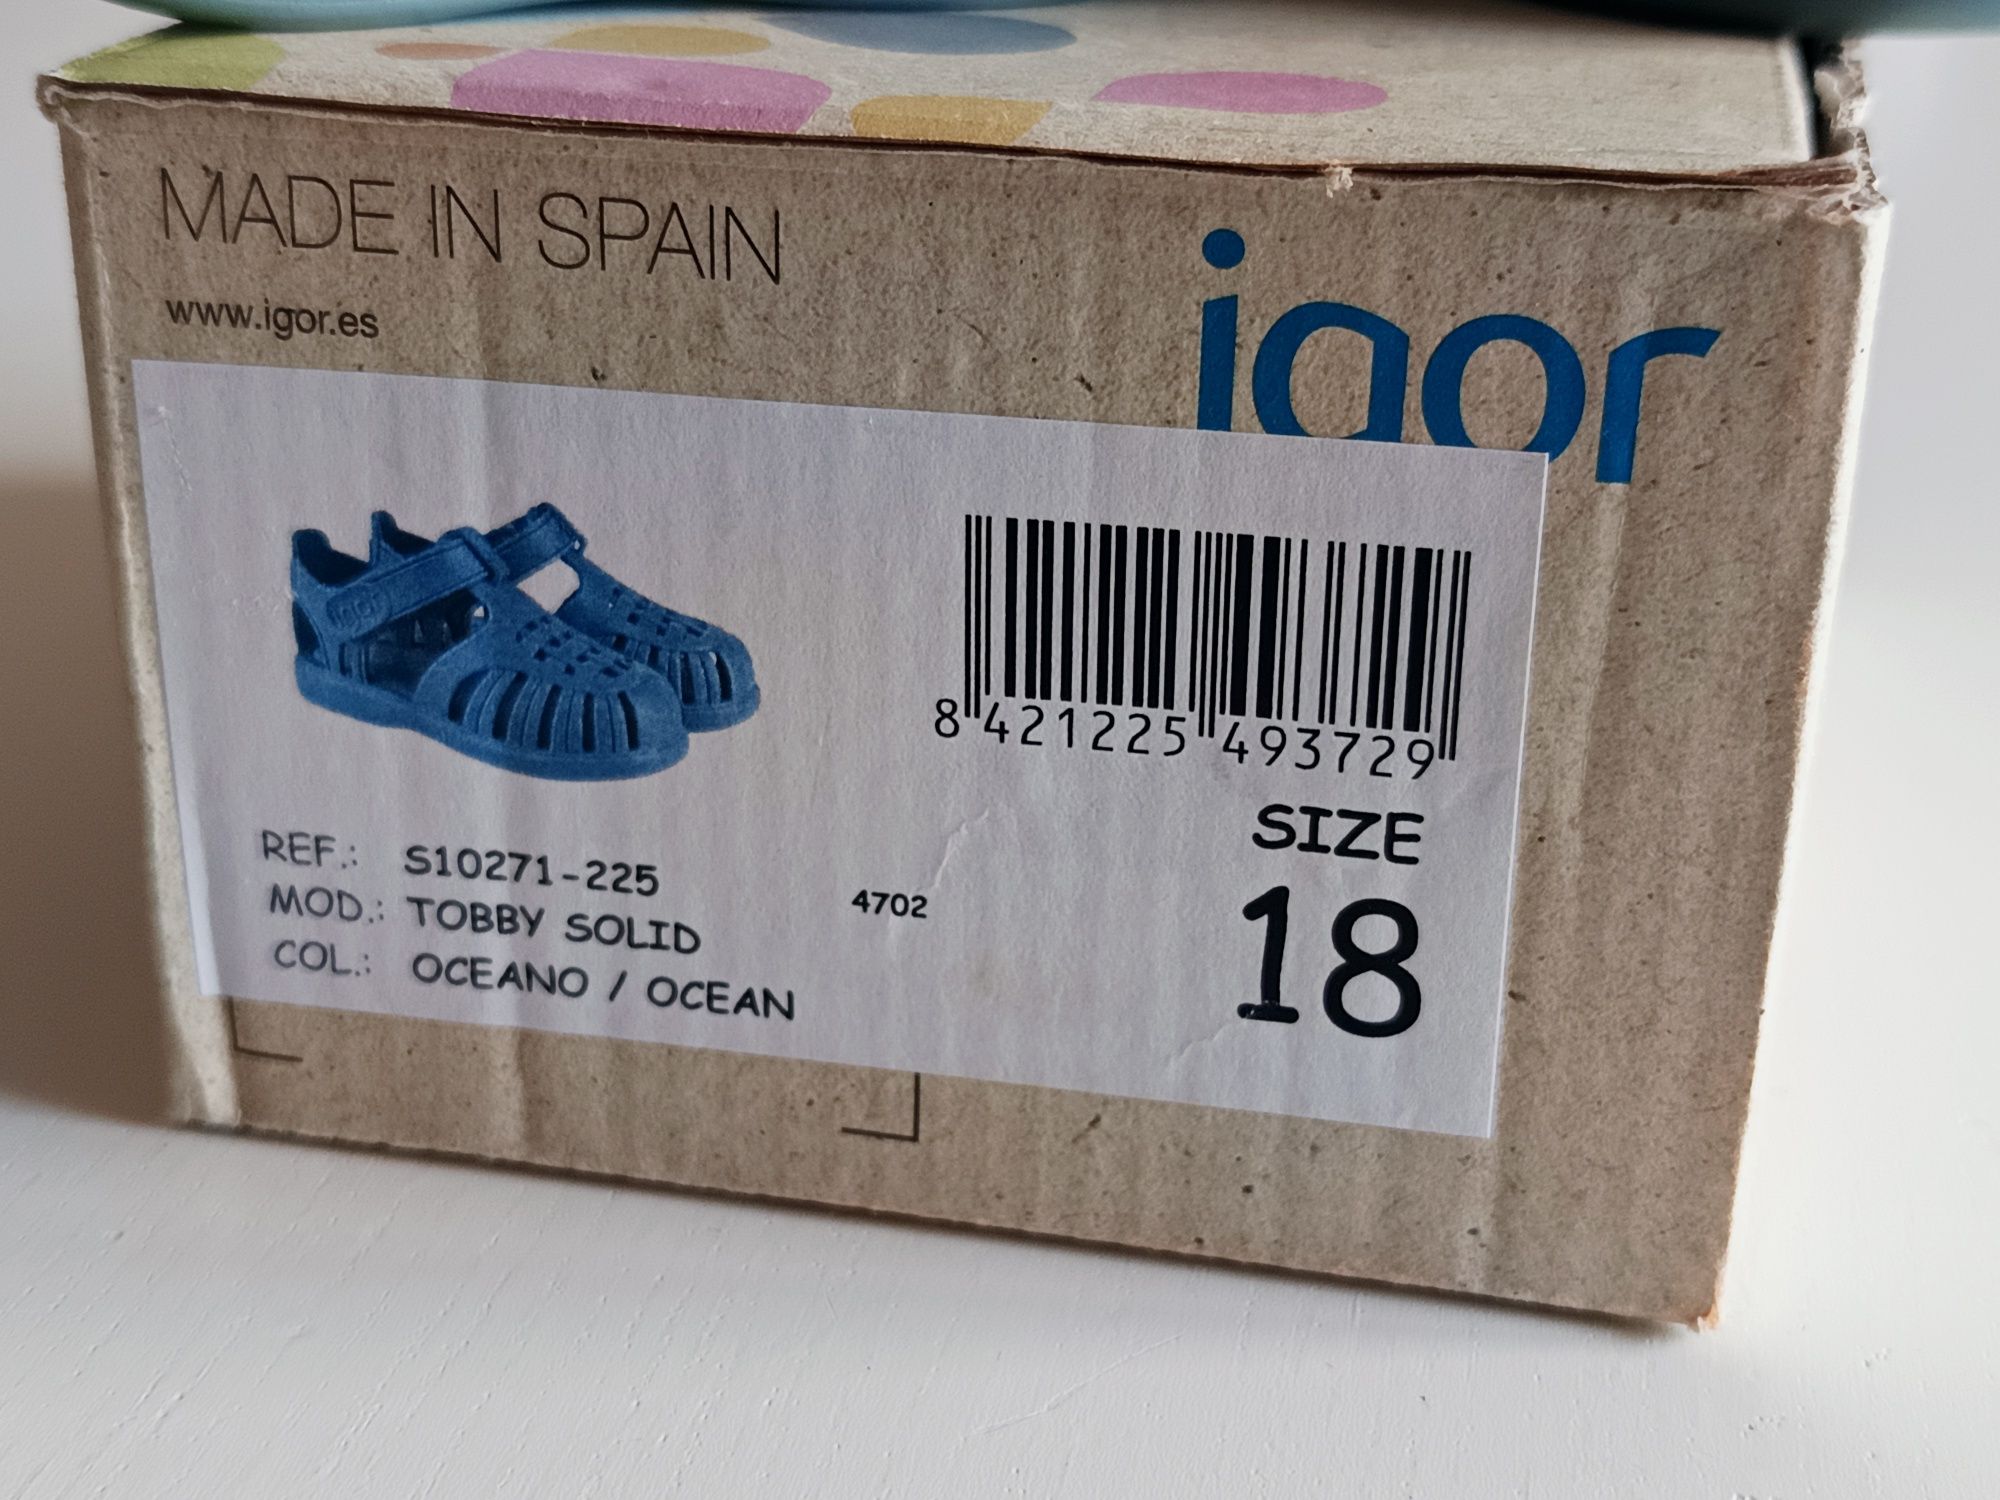 MADE IN SPAIN
www.igor.es
igor
igor
8 421225 493729
SIZE
18
REF.: S10271-225
MOD.: TOBBY SOLID
COL.: OCEANO / OCEAN
4702